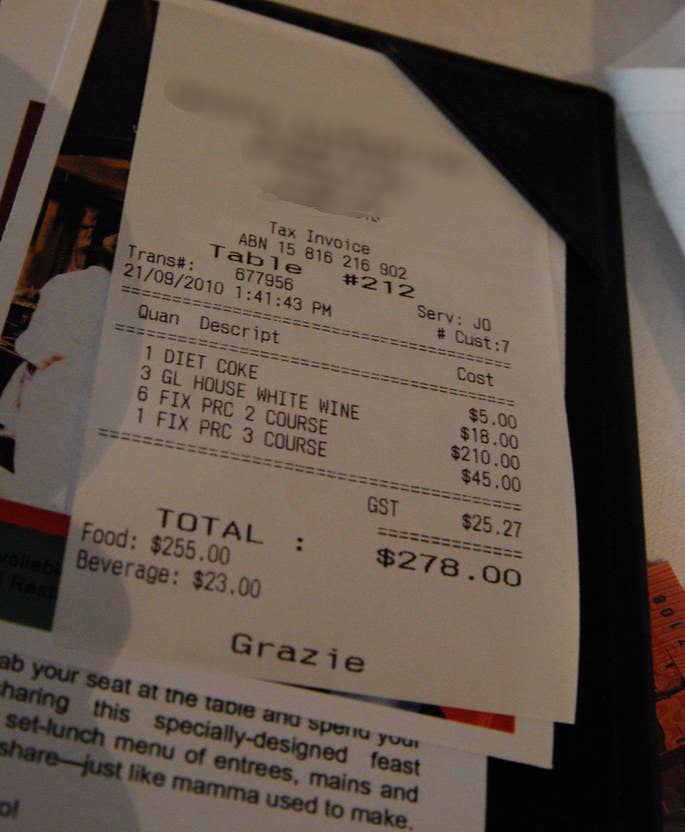 Tax Invoice
ABN 15 816 216 902
Table #212
Trans#: 677956 Serv: JO
21/09/2010 1:41:43 PM # Cust:7
Quan Descript Cost
1 DIET COKE $5.00
3 GL HOUSE WHITE WINE $18.00
6 FIX PRC 2 COURSE $210.00
1 FIX PRC 3 COURSE $45.00
GST $25.27
TOTAL : $278.00
Food: $255.00
Beverage: $23.00
Grazie
your seat at the table and spend your
sharing this specially-designed feast
set-lunch menu of entrees, mains and
share—just like mamma used to make.